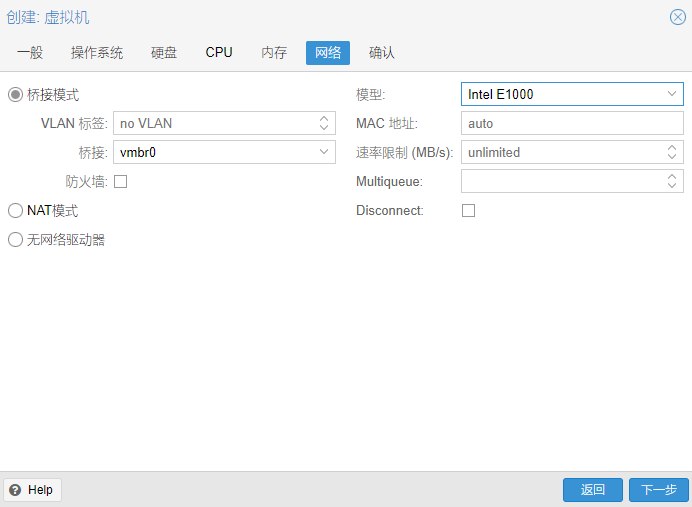 创建: 虚拟机
一般 操作系统 硬盘 CPU 内存 网络 确认
桥接模式 模型: Intel E1000
VLAN 标签: no VLAN MAC 地址: auto
桥接: vmbr0 速率限制 (MB/s): unlimited
防火墙: Multiqueue:
NAT模式 Disconnect:
无网络驱动器
? Help 返回 下一步